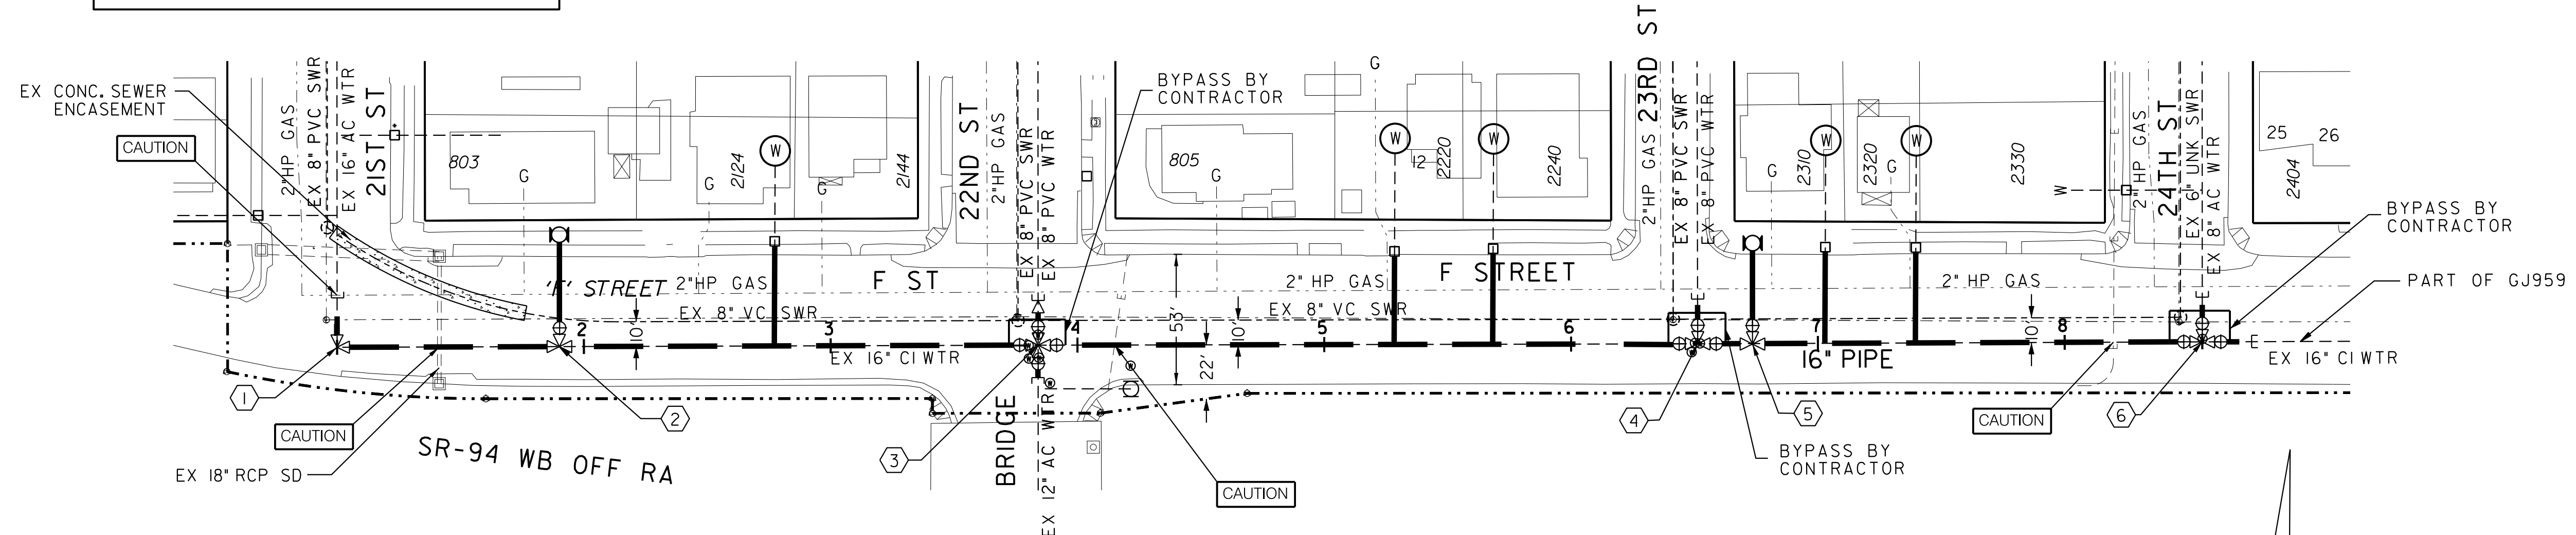 EX CONC. SEWER
ENCASEMENT
CAUTION
2"HP GAS
EX 8" PVC SWR
EX 16" AC WTR
21ST ST
803
G
2124
G
W
G
2144
22ND ST
2"HP GAS
EX 8" PVC SWR
EX 8" PVC WTR
BYPASS BY
CONTRACTOR
805
G
G
W
12
2220
W
2240
2"HP GAS
23RD ST
EX 8" PVC SWR
EX 8" PVC WTR
G
W
2310
2320
G
W
2330
W
2"HP GAS
24TH ST
EX 6" UNK SWR
EX 8" AC WTR
25
26
2404
BYPASS BY
CONTRACTOR
PART OF GJ959
'F' STREET
2"HP GAS
F ST
2" HP GAS
F STREET
2" HP GAS
EX 8" VC SWR
EX 8" VC SWR
10'
53'
10'
10'
22'
2
3
4
5
6
7
8
EX 16" CI WTR
16" PIPE
EX 16" CI WTR
1
2
3
4
5
6
CAUTION
EX 18" RCP SD
SR-94 WB OFF RA
BRIDGE
EX 12" AC WTR
CAUTION
BYPASS BY
CONTRACTOR
CAUTION